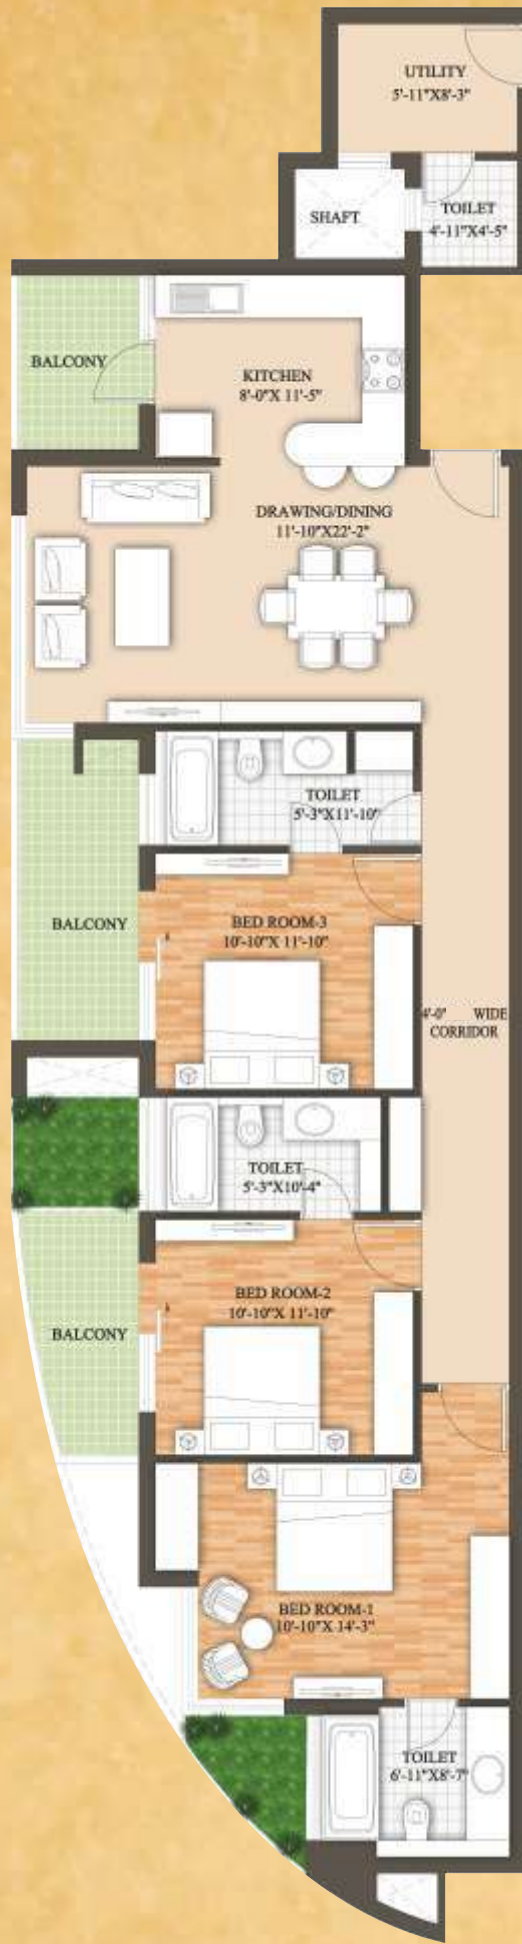 UTILITY
5'-11"X8'-3"
SHAFT
TOILET
4'-11"X4'-5"
BALCONY
KITCHEN
8'-0"X 11'-5"
DRAWING/DINING
11'-10"X22'-2"
TOILET
5'-3"X11'-10"
BALCONY
BED ROOM-3
10'-10"X 11'-10"
4'-0" WIDE
CORRIDOR
TOILET
5'-3"X10'-4"
BED ROOM-2
10'-10"X 11'-10"
BALCONY
BED ROOM-1
10'-10"X 14'-3"
TOILET
6'-11"X8'-7"